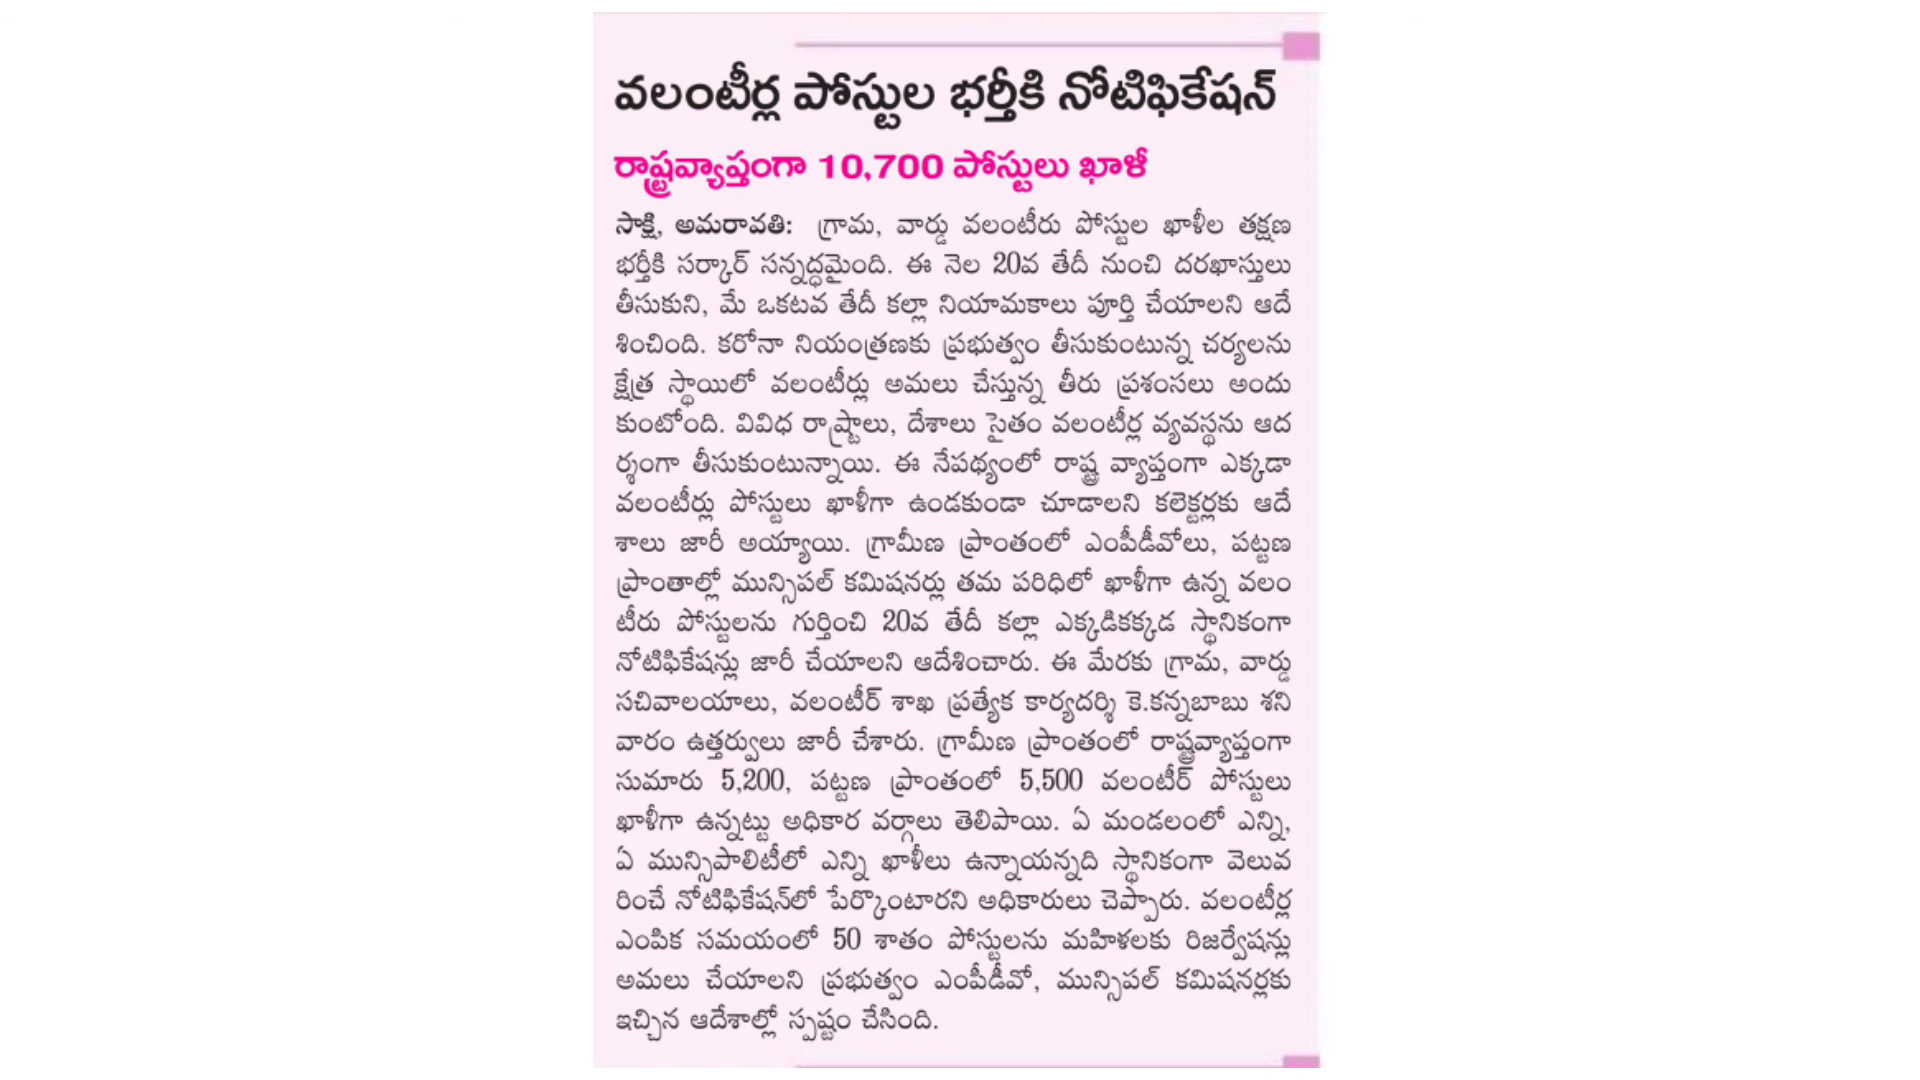 వలంటీర్ల పోస్టుల భర్తీకి నోటిఫికేషన్
రాష్ట్రవ్యాప్తంగా 10,700 పోస్టులు ఖాళీ
సాక్షి, అమరావతి: గ్రామ, వార్డు వలంటీరు పోస్టుల ఖాళీల తక్షణ
భర్తీకి సర్కార్ సన్నద్ధమైంది. ఈ నెల 20వ తేదీ నుంచి దరఖాస్తులు
తీసుకుని, మే ఒకటవ తేదీ కల్లా నియామకాలు పూర్తి చేయాలని ఆదే
శించింది. కరోనా నియంత్రణకు ప్రభుత్వం తీసుకుంటున్న చర్యలను
క్షేత్ర స్థాయిలో వలంటీర్లు అమలు చేస్తున్న తీరు ప్రశంసలు అందు
కుంటోంది. వివిధ రాష్ట్రాలు, దేశాలు సైతం వలంటీర్ల వ్యవస్థను ఆద
ర్శంగా తీసుకుంటున్నాయి. ఈ నేపథ్యంలో రాష్ట్ర వ్యాప్తంగా ఎక్కడా
వలంటీర్లు పోస్టులు ఖాళీగా ఉండకుండా చూడాలని కలెక్టర్లకు ఆదే
శాలు జారీ అయ్యాయి. గ్రామీణ ప్రాంతంలో ఎంపీడీవోలు, పట్టణ
ప్రాంతాల్లో మున్సిపల్ కమిషనర్లు తమ పరిధిలో ఖాళీగా ఉన్న వలం
టీరు పోస్టులను గుర్తించి 20వ తేదీ కల్లా ఎక్కడికక్కడ స్థానికంగా
నోటిఫికేషన్లు జారీ చేయాలని ఆదేశించారు. ఈ మేరకు గ్రామ, వార్డు
సచివాలయాలు, వలంటీర్ శాఖ ప్రత్యేక కార్యదర్శి కె.కన్నబాబు శని
వారం ఉత్తర్వులు జారీ చేశారు. గ్రామీణ ప్రాంతంలో రాష్ట్రవ్యాప్తంగా
సుమారు 5,200, పట్టణ ప్రాంతంలో 5,500 వలంటీర్ పోస్టులు
ఖాళీగా ఉన్నట్టు అధికార వర్గాలు తెలిపాయి. ఏ మండలంలో ఎన్ని,
ఏ మున్సిపాలిటీలో ఎన్ని ఖాళీలు ఉన్నాయన్నది స్థానికంగా వెలువ
రించే నోటిఫికేషన్‌లో పేర్కొంటారని అధికారులు చెప్పారు. వలంటీర్ల
ఎంపిక సమయంలో 50 శాతం పోస్టులను మహిళలకు రిజర్వేషన్లు
అమలు చేయాలని ప్రభుత్వం ఎంపీడీవో, మున్సిపల్ కమిషనర్లకు
ఇచ్చిన ఆదేశాల్లో స్పష్టం చేసింది.